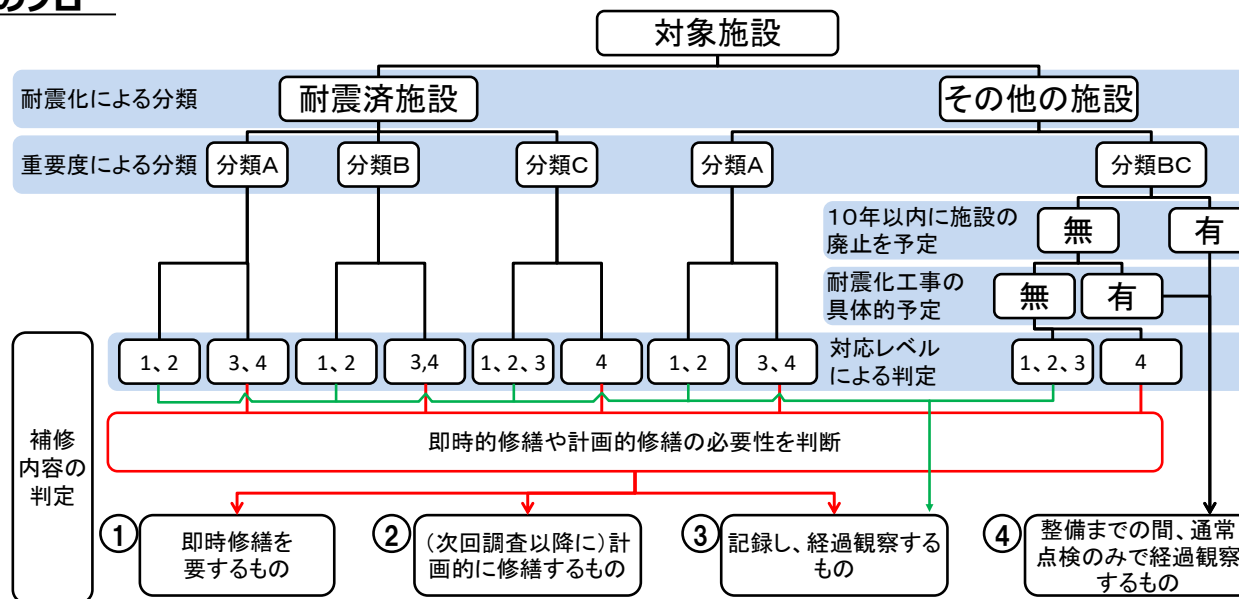 のフロー
対象施設
耐震化による分類
耐震済施設
その他の施設
重要度による分類
分類A
分類B
分類C
分類A
分類BC
10年以内に施設の
廃止を予定
無
有
耐震化工事の
具体的予定
無
有
1、2
3、4
1、2
3,4
1、2、3
4
1、2
3、4
対応レベル
による判定
1、2、3
4
補修
内容の
判定
即時的修繕や計画的修繕の必要性を判断
①
即時修繕を
要するもの
②
(次回調査以降に)計
画的に修繕するもの
③
記録し、経過観察する
もの
④
整備までの間、通常
点検のみで経過観察
するもの